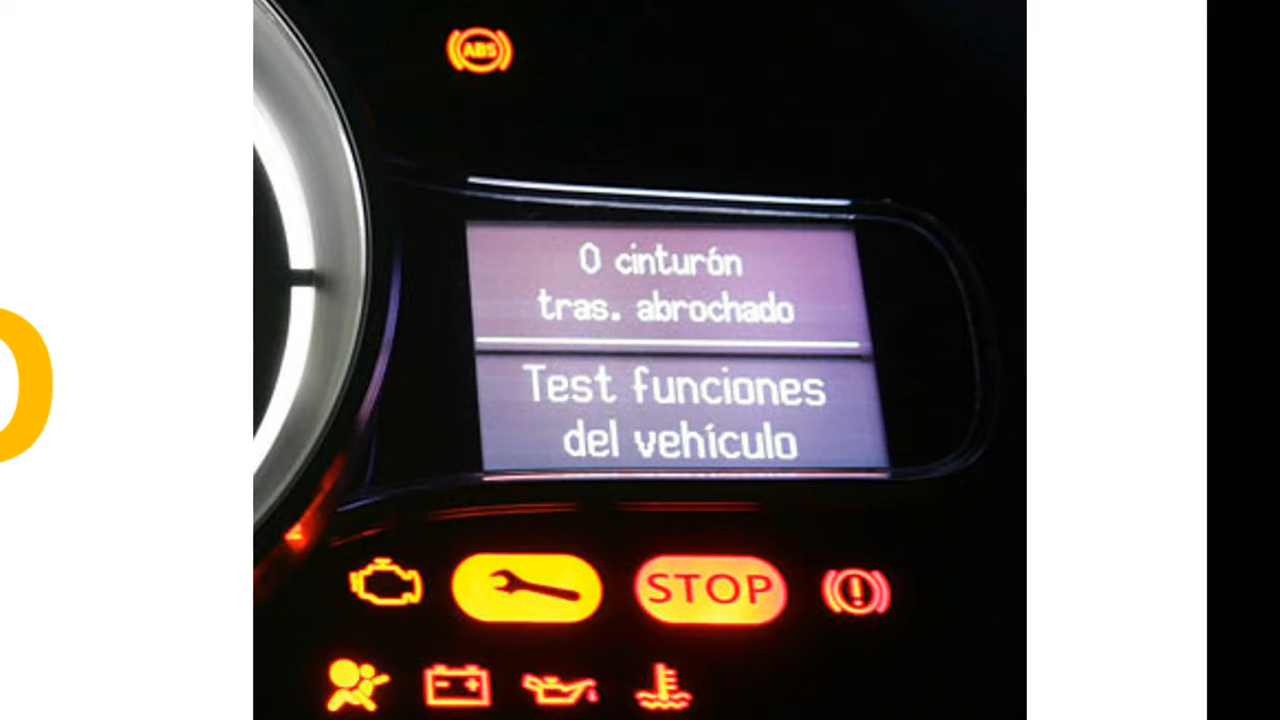 ABS
0 cinturón
tras. abrochado
Test funciones
del vehículo
STOP